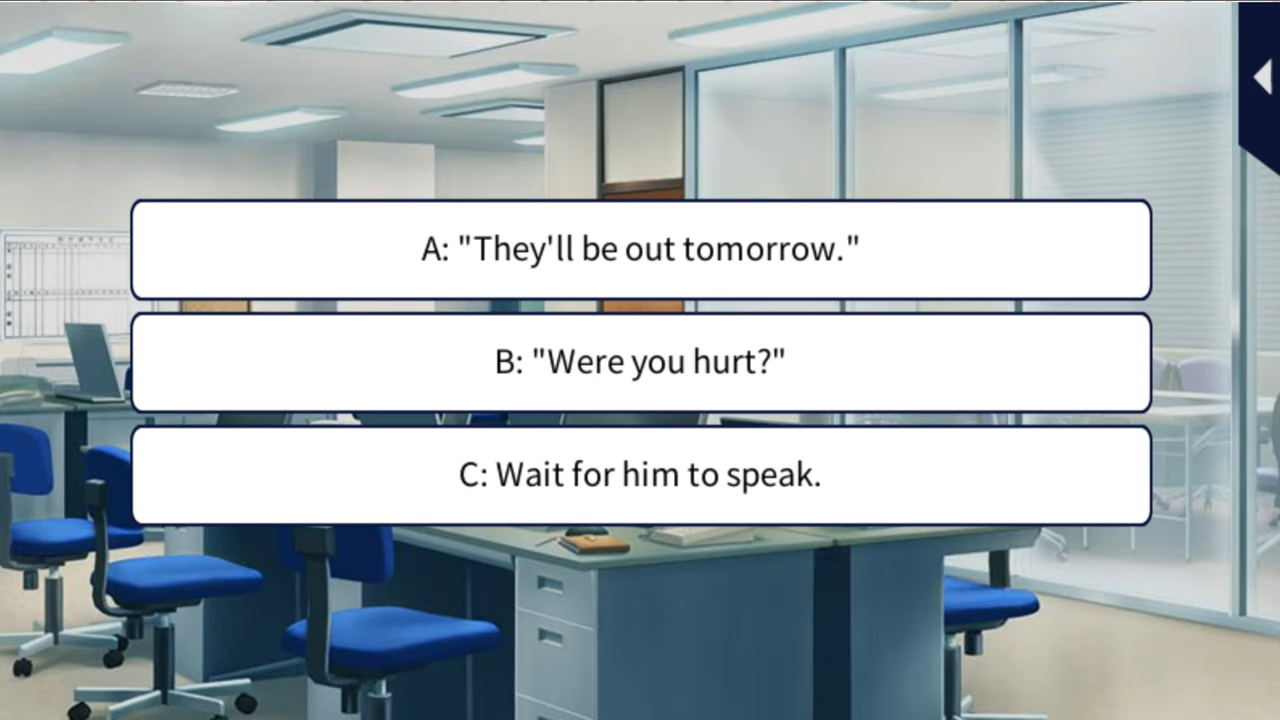 A: "They'll be out tomorrow."
B: "Were you hurt?"
C: Wait for him to speak.